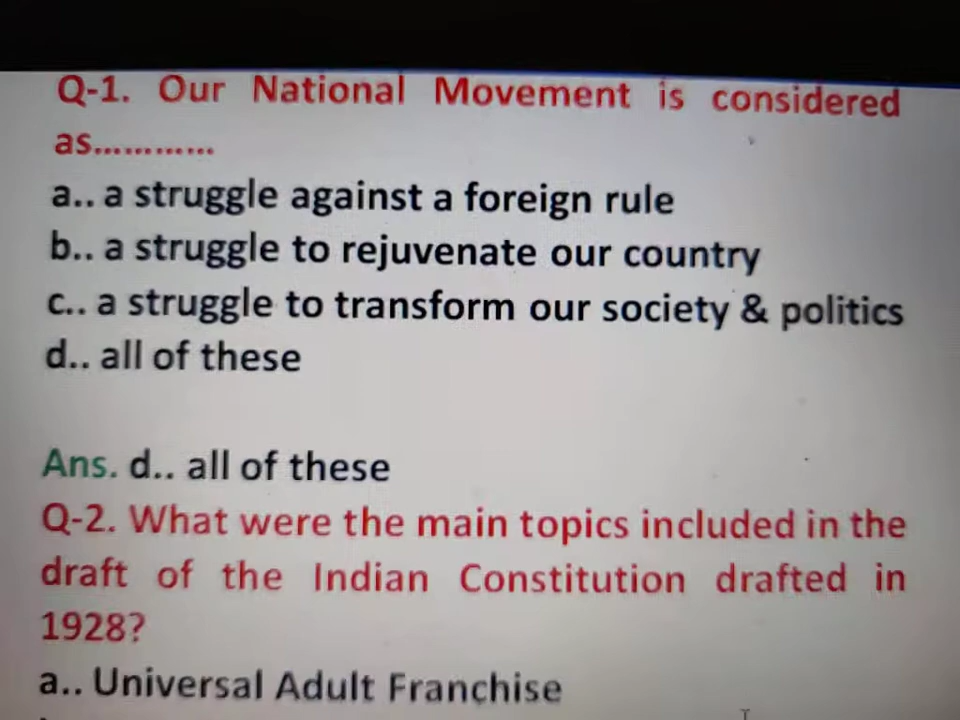 Q-1. Our National Movement is considered
as............
a.. a struggle against a foreign rule
b.. a struggle to rejuvenate our country
c.. a struggle to transform our society & politics
d.. all of these
Ans. d.. all of these
Q-2. What were the main topics included in the
draft of the Indian Constitution drafted in
1928?
a.. Universal Adult Franchise